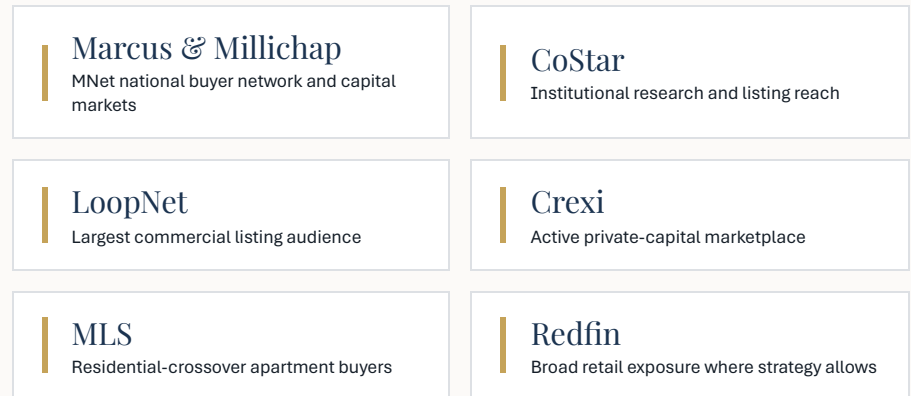 Marcus & Millichap
MNet national buyer network and capital
markets
CoStar
Institutional research and listing reach
LoopNet
Largest commercial listing audience
Crexi
Active private-capital marketplace
MLS
Residential-crossover apartment buyers
Redfin
Broad retail exposure where strategy allows